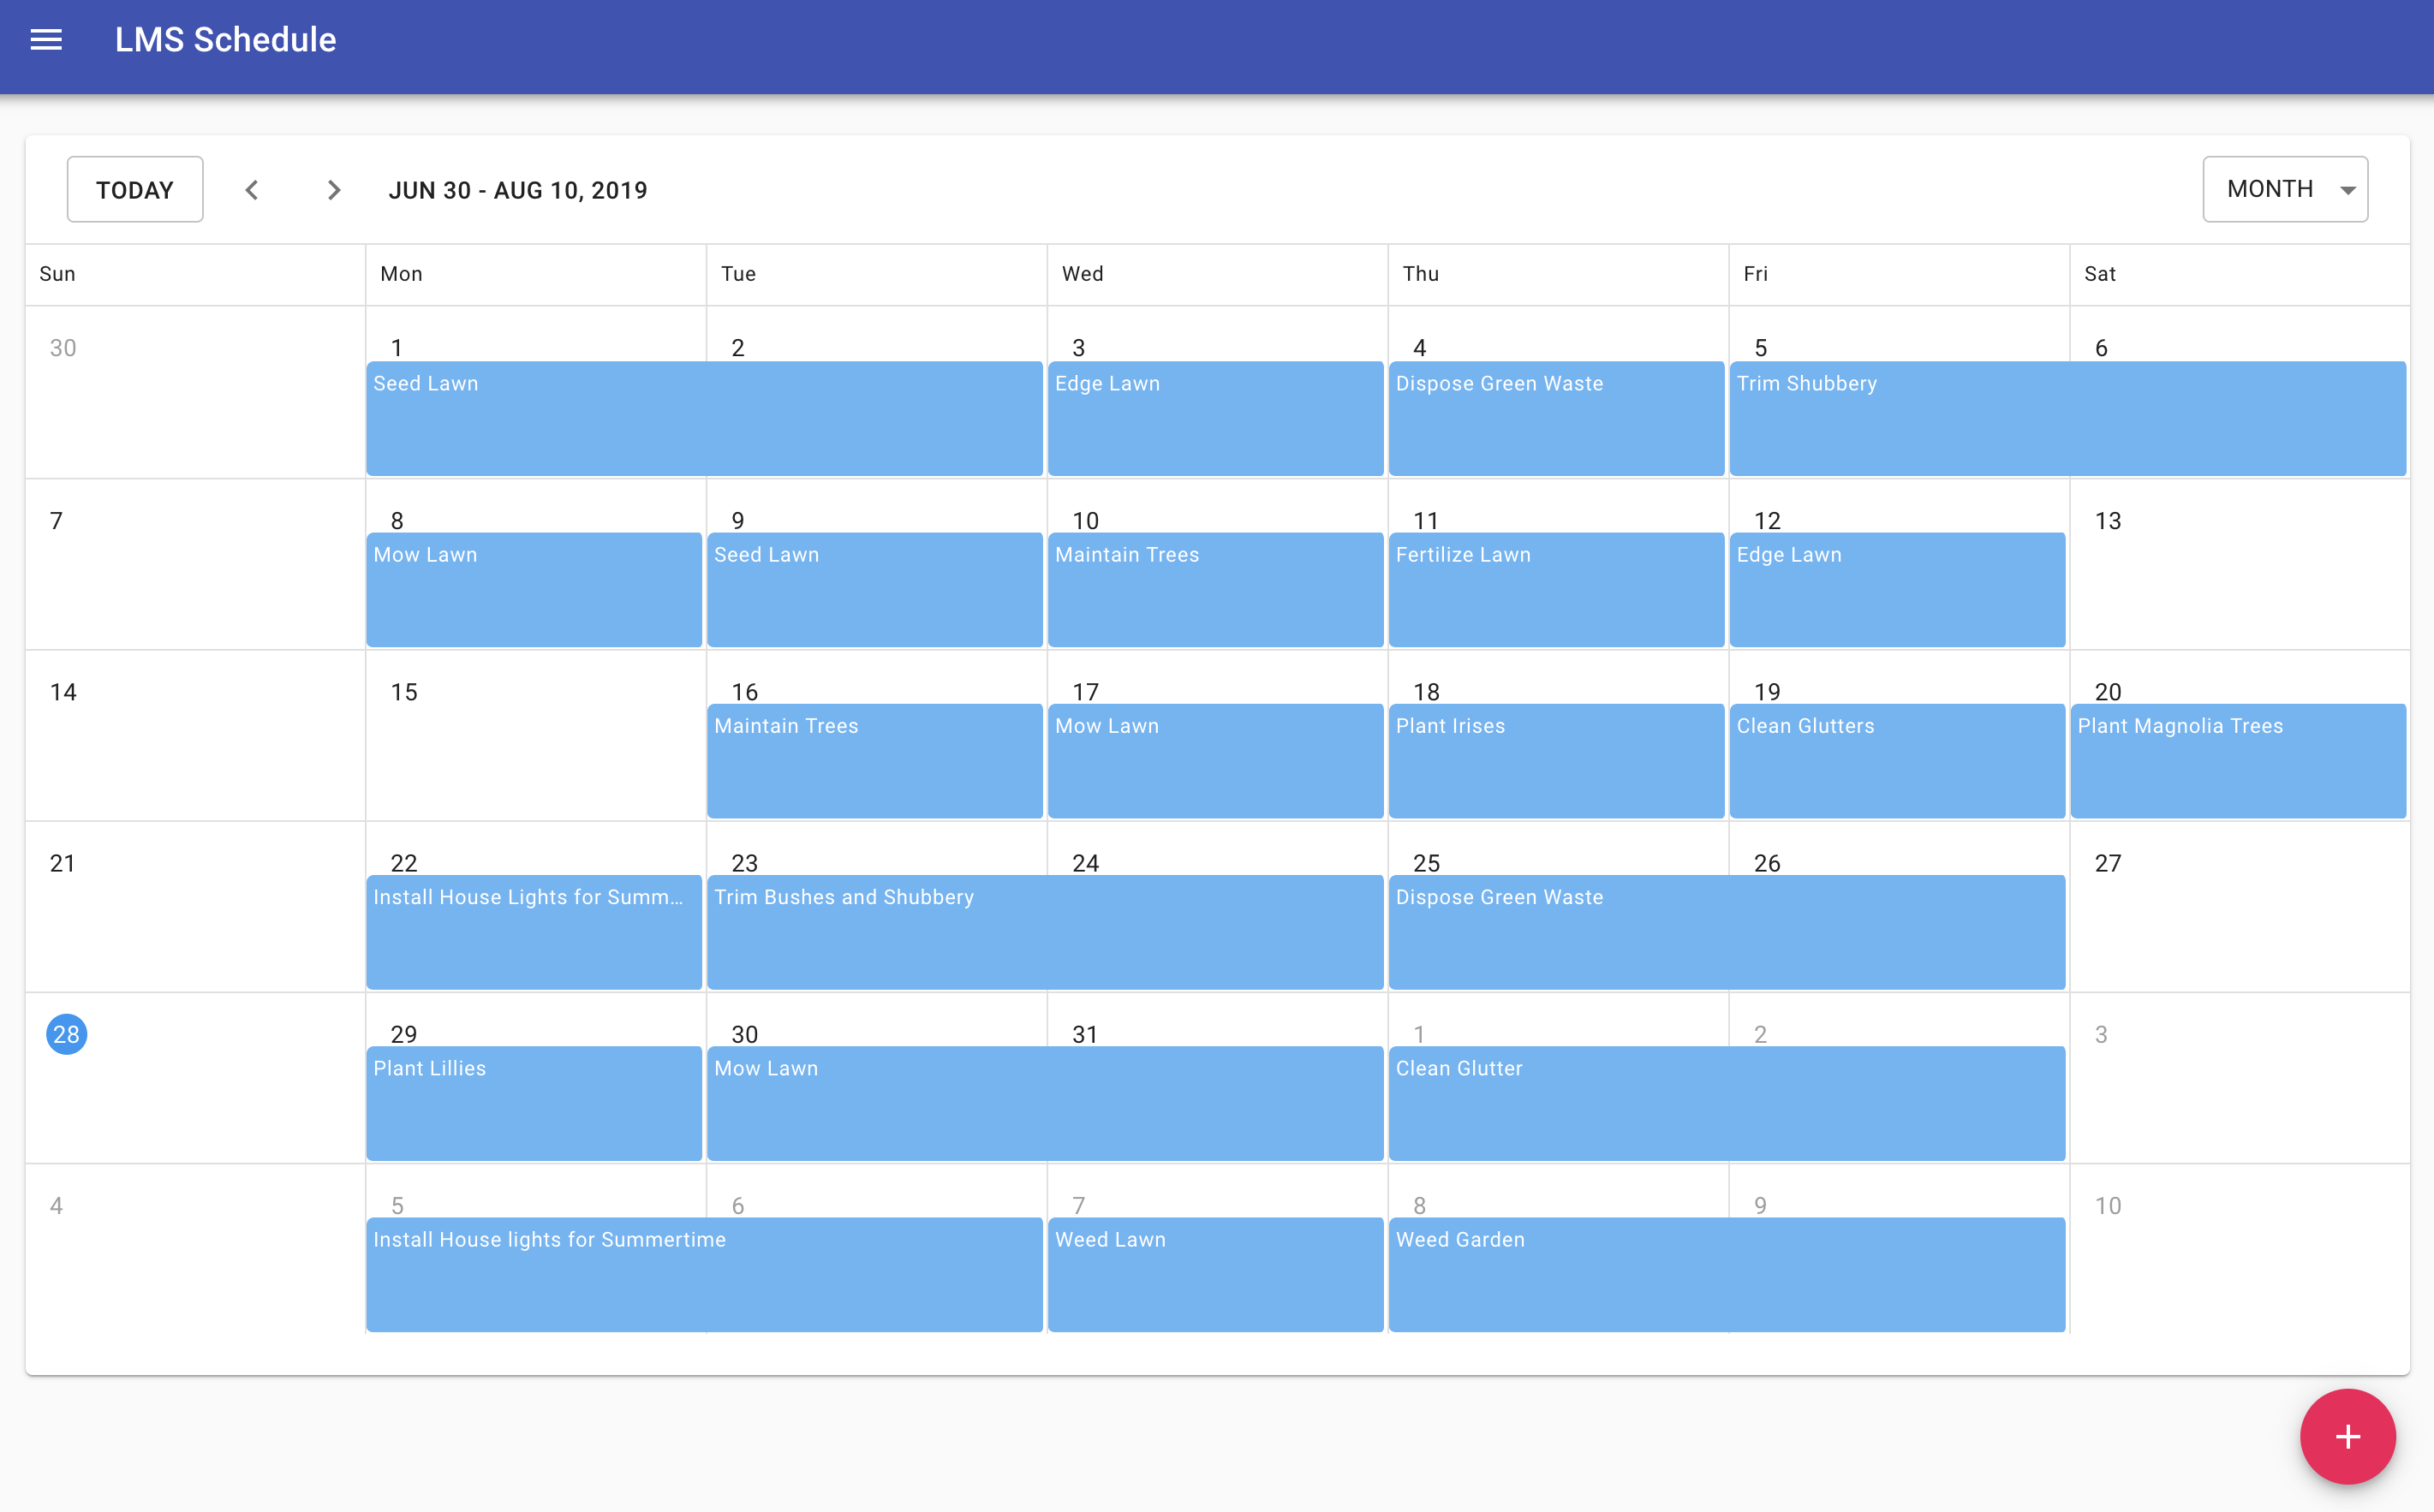 LMS Schedule
TODAY JUN 30 - AUG 10, 2019 MONTH
Sun Mon Tue Wed Thu Fri Sat
30 1 2 3 4 5 6
Seed Lawn Edge Lawn Dispose Green Waste Trim Shubbery
7 8 9 10 11 12 13
Mow Lawn Seed Lawn Maintain Trees Fertilize Lawn Edge Lawn
14 15 16 17 18 19 20
Maintain Trees Mow Lawn Plant Irises Clean Glutters Plant Magnolia Trees
21 22 23 24 25 26 27
Install House Lights for Summ... Trim Bushes and Shubbery Dispose Green Waste
28 29 30 31 1 2 3
Plant Lillies Mow Lawn Clean Glutter
4 5 6 7 8 9 10
Install House lights for Summertime Weed Lawn Weed Garden
+